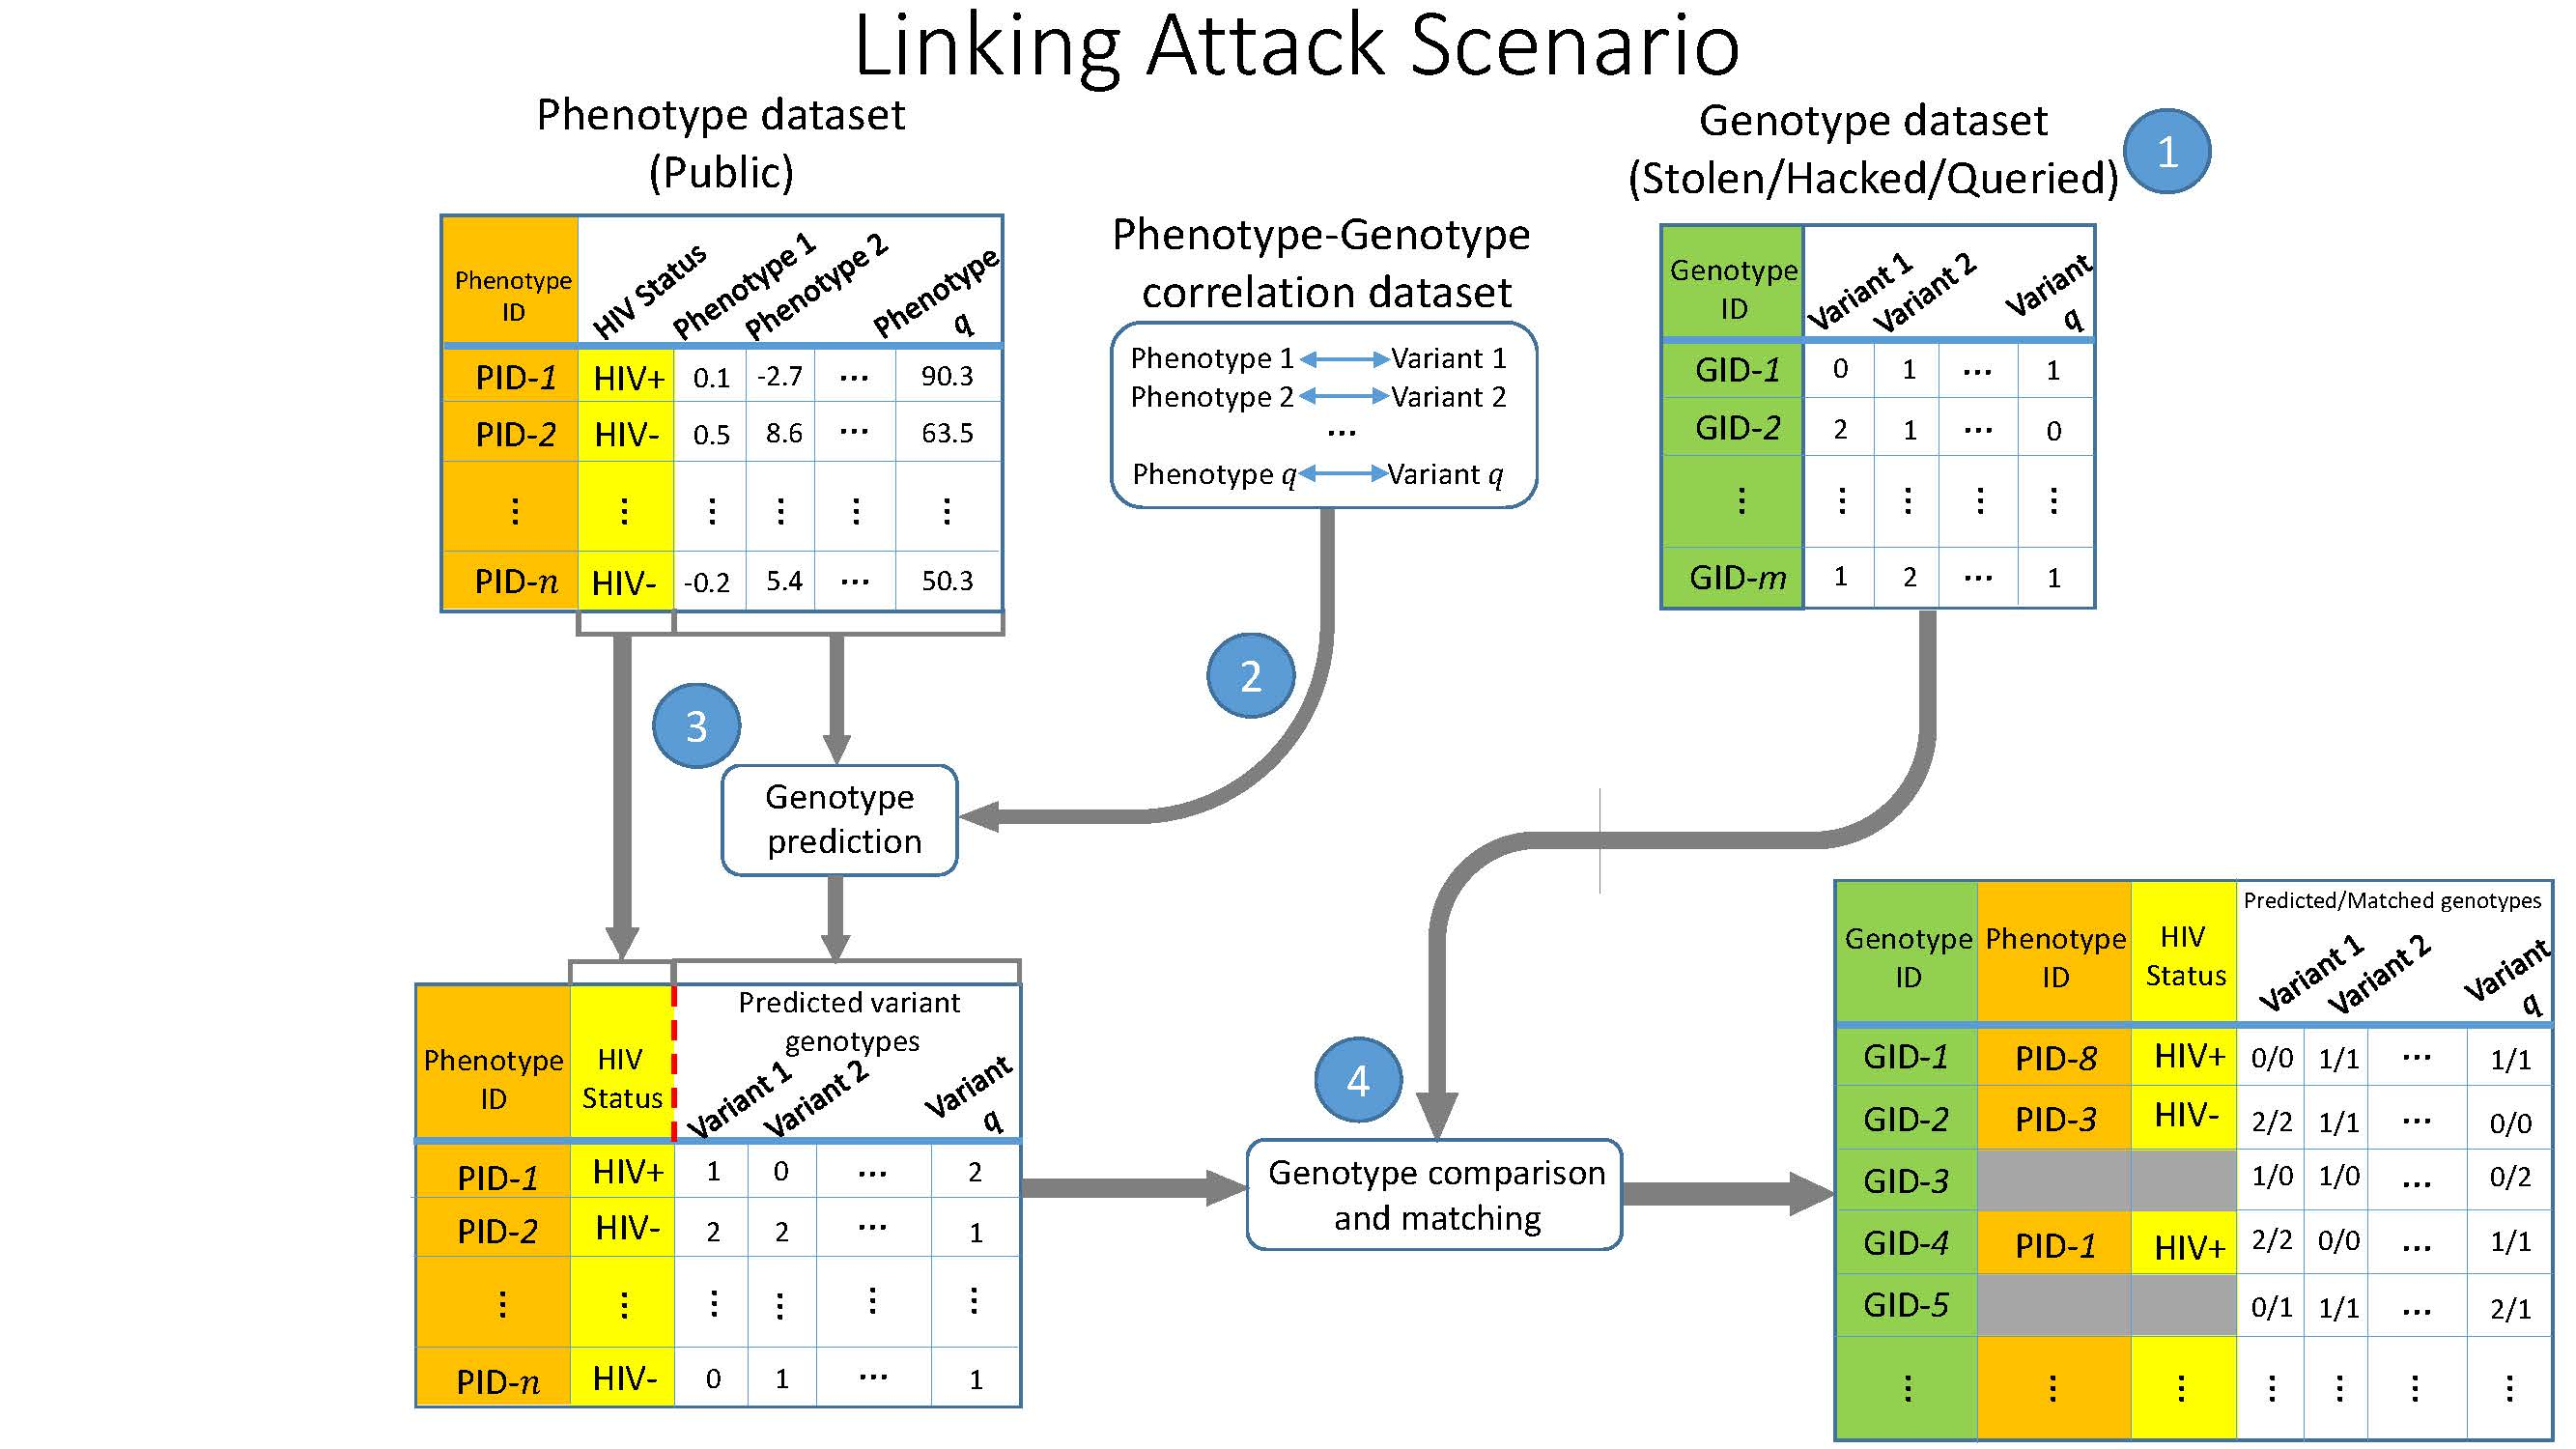 Linking Attack Scenario
Phenotype dataset
(Public)
Genotype dataset
(Stolen/Hacked/Queried)
1
Phenotype
ID
HIV Status
Phenotype 1
Phenotype 2
Phenotype
q
PID-1 HIV+ 0.1 -2.7 ... 90.3
PID-2 HIV- 0.5 8.6 ... 63.5
⋮ ⋮ ⋮ ⋮ ⋮ ⋮
PID-n HIV- -0.2 5.4 ... 50.3
Phenotype-Genotype
correlation dataset
Phenotype 1 Variant 1
Phenotype 2 Variant 2
...
Phenotype q Variant q
Genotype
ID
Variant 1
Variant 2
Variant
q
GID-1 0 1 ... 1
GID-2 2 1 ... 0
⋮ ⋮ ⋮ ⋮ ⋮
GID-m 1 2 ... 1
2
3
Genotype
prediction
Phenotype
ID
HIV
Status
Predicted variant
genotypes
Variant 1
Variant 2
Variant
q
PID-1 HIV+ 1 0 ... 2
PID-2 HIV- 2 2 ... 1
⋮ ⋮ ⋮ ⋮ ⋮ ⋮
PID-n HIV- 0 1 ... 1
4
Genotype comparison
and matching
Genotype
ID
Phenotype
ID
HIV
Status
Predicted/Matched genotypes
Variant 1
Variant 2
Variant
q
GID-1 PID-8 HIV+ 0/0 1/1 ... 1/1
GID-2 PID-3 HIV- 2/2 1/1 ... 0/0
GID-3 1/0 1/0 ... 0/2
GID-4 PID-1 HIV+ 2/2 0/0 ... 1/1
GID-5 0/1 1/1 ... 2/1
⋮ ⋮ ⋮ ⋮ ⋮ ⋮ ⋮